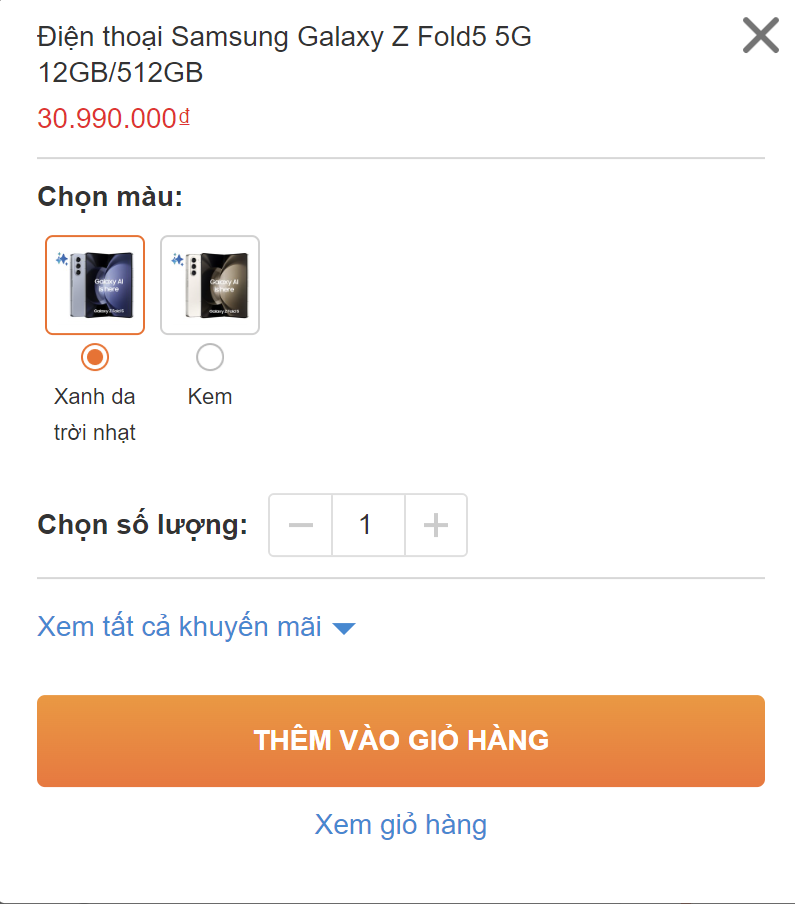 Điện thoại Samsung Galaxy Z Fold5 5G
12GB/512GB
30.990.000₫
Chọn màu:
Galaxy AI
is here
Galaxy Z Fold5
Galaxy AI
is here
Galaxy Z Fold5
Xanh da
trời nhạt
Kem
Chọn số lượng:
1
Xem tất cả khuyến mãi
THÊM VÀO GIỎ HÀNG
Xem giỏ hàng